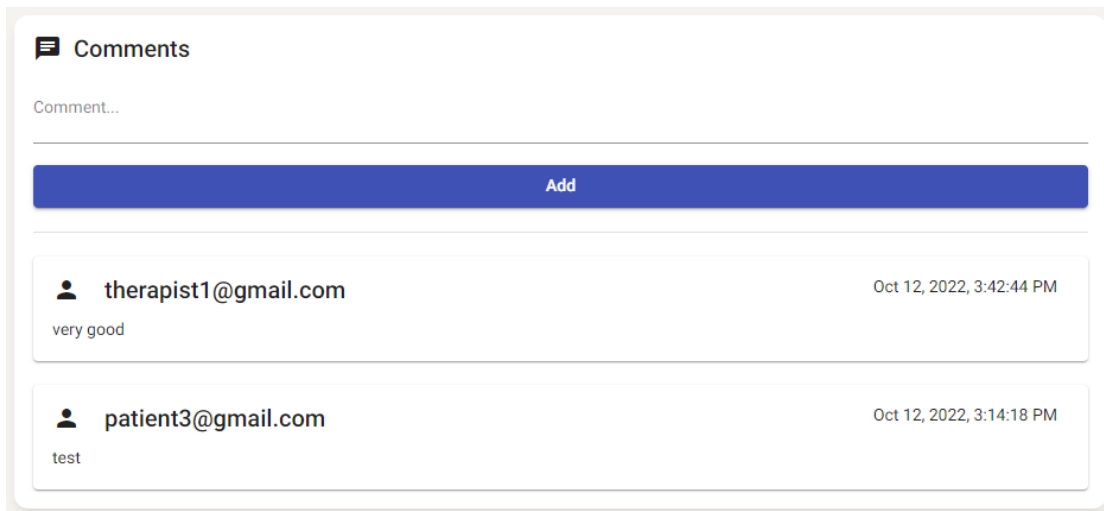 Comments
Comment...
Add
therapist1@gmail.com Oct 12, 2022, 3:42:44 PM
very good
patient3@gmail.com Oct 12, 2022, 3:14:18 PM
test